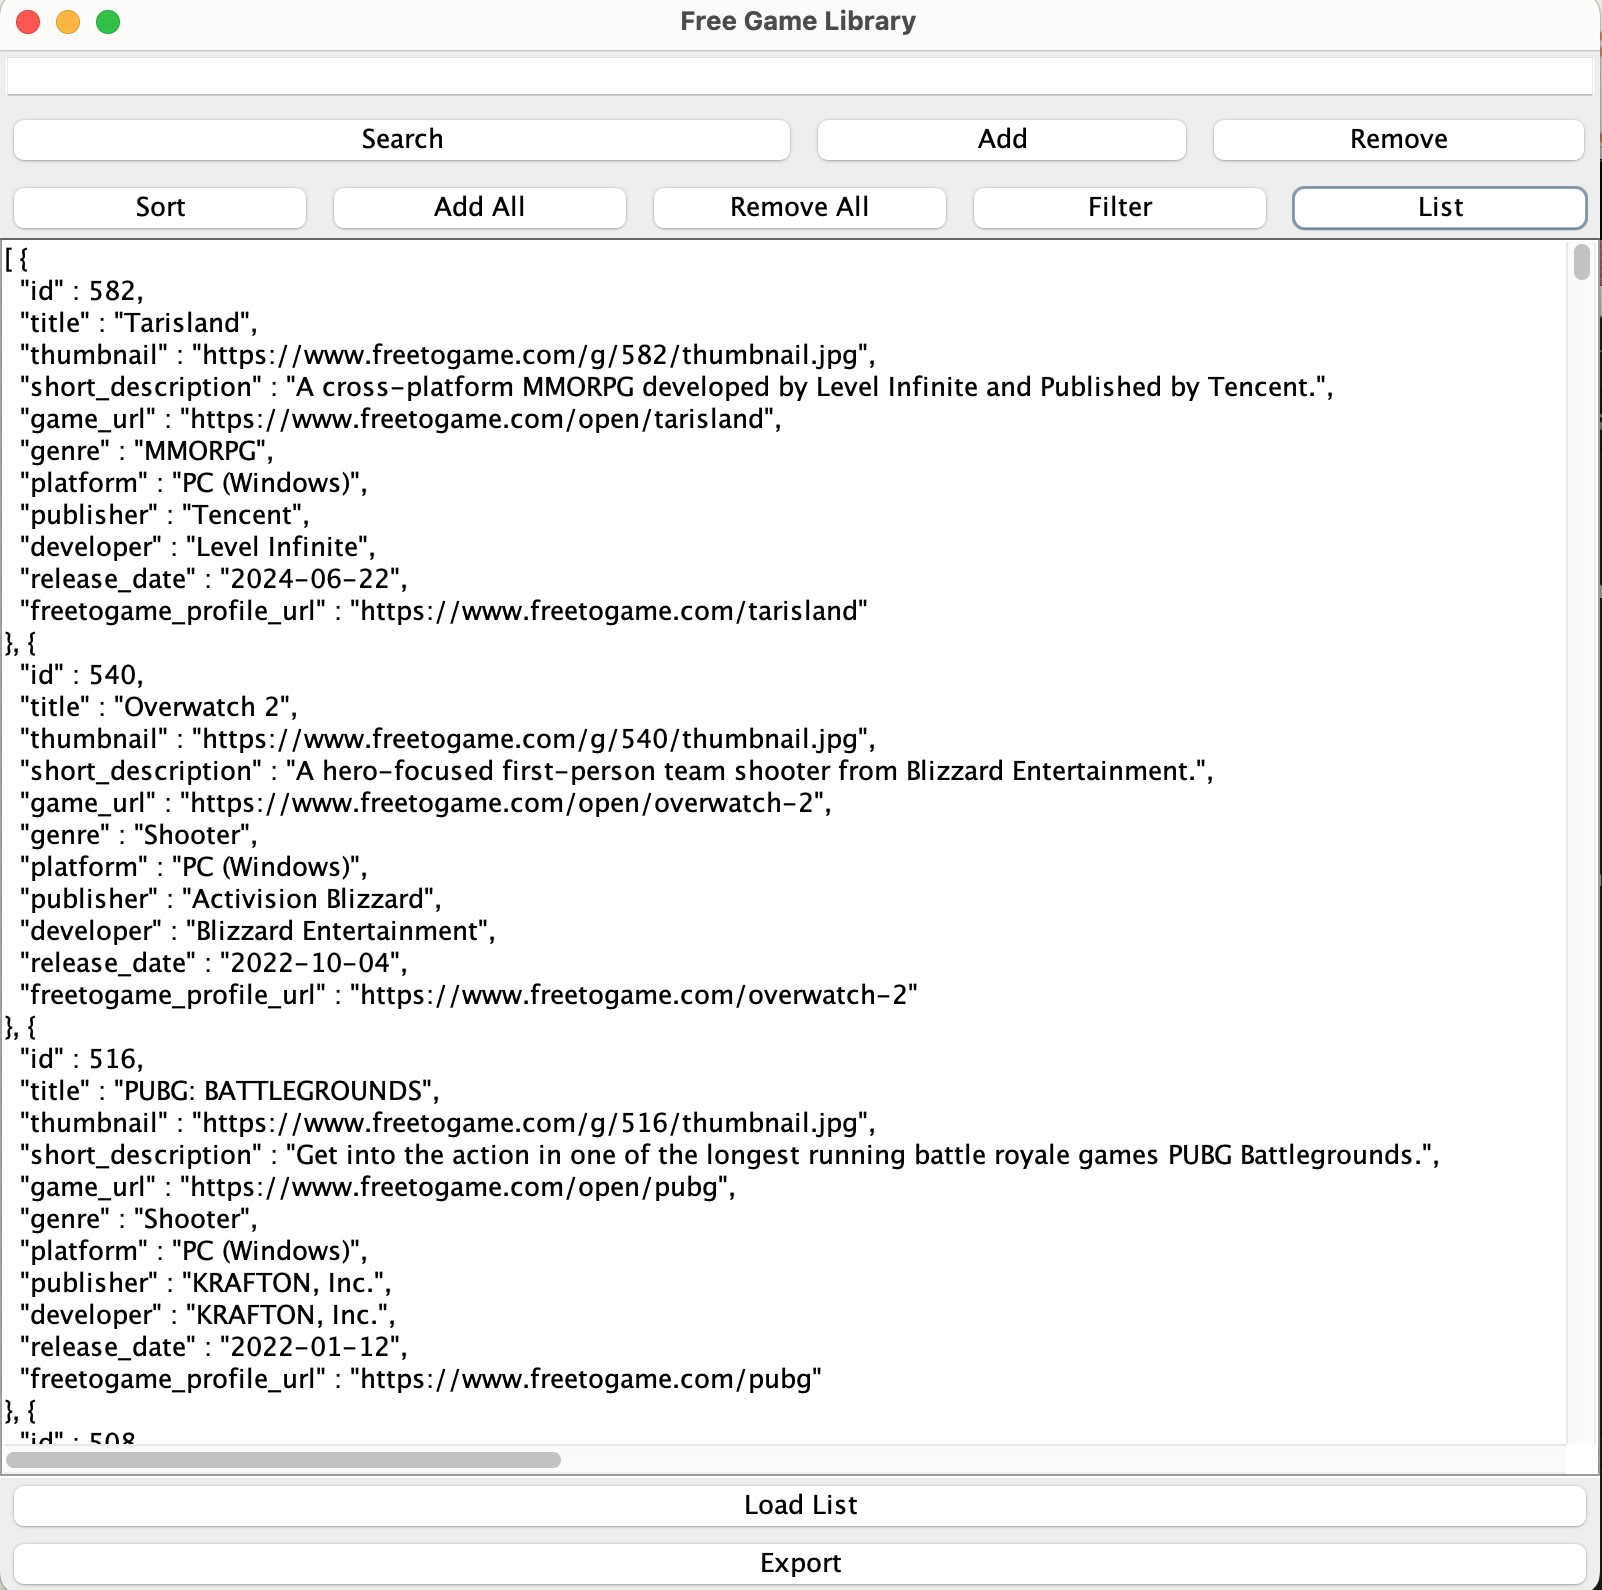 Free Game Library
Search Add Remove
Sort Add All Remove All Filter List
[ {
"id" : 582,
"title" : "Tarisland",
"thumbnail" : "https://www.freetogame.com/g/582/thumbnail.jpg",
"short_description" : "A cross-platform MMORPG developed by Level Infinite and Published by Tencent.",
"game_url" : "https://www.freetogame.com/open/tarisland",
"genre" : "MMORPG",
"platform" : "PC (Windows)",
"publisher" : "Tencent",
"developer" : "Level Infinite",
"release_date" : "2024-06-22",
"freetogame_profile_url" : "https://www.freetogame.com/tarisland"
}, {
"id" : 540,
"title" : "Overwatch 2",
"thumbnail" : "https://www.freetogame.com/g/540/thumbnail.jpg",
"short_description" : "A hero-focused first-person team shooter from Blizzard Entertainment.",
"game_url" : "https://www.freetogame.com/open/overwatch-2",
"genre" : "Shooter",
"platform" : "PC (Windows)",
"publisher" : "Activision Blizzard",
"developer" : "Blizzard Entertainment",
"release_date" : "2022-10-04",
"freetogame_profile_url" : "https://www.freetogame.com/overwatch-2"
}, {
"id" : 516,
"title" : "PUBG: BATTLEGROUNDS",
"thumbnail" : "https://www.freetogame.com/g/516/thumbnail.jpg",
"short_description" : "Get into the action in one of the longest running battle royale games PUBG Battlegrounds.",
"game_url" : "https://www.freetogame.com/open/pubg",
"genre" : "Shooter",
"platform" : "PC (Windows)",
"publisher" : "KRAFTON, Inc.",
"developer" : "KRAFTON, Inc.",
"release_date" : "2022-01-12",
"freetogame_profile_url" : "https://www.freetogame.com/pubg"
}, {
"id" : 508
Load List
Export